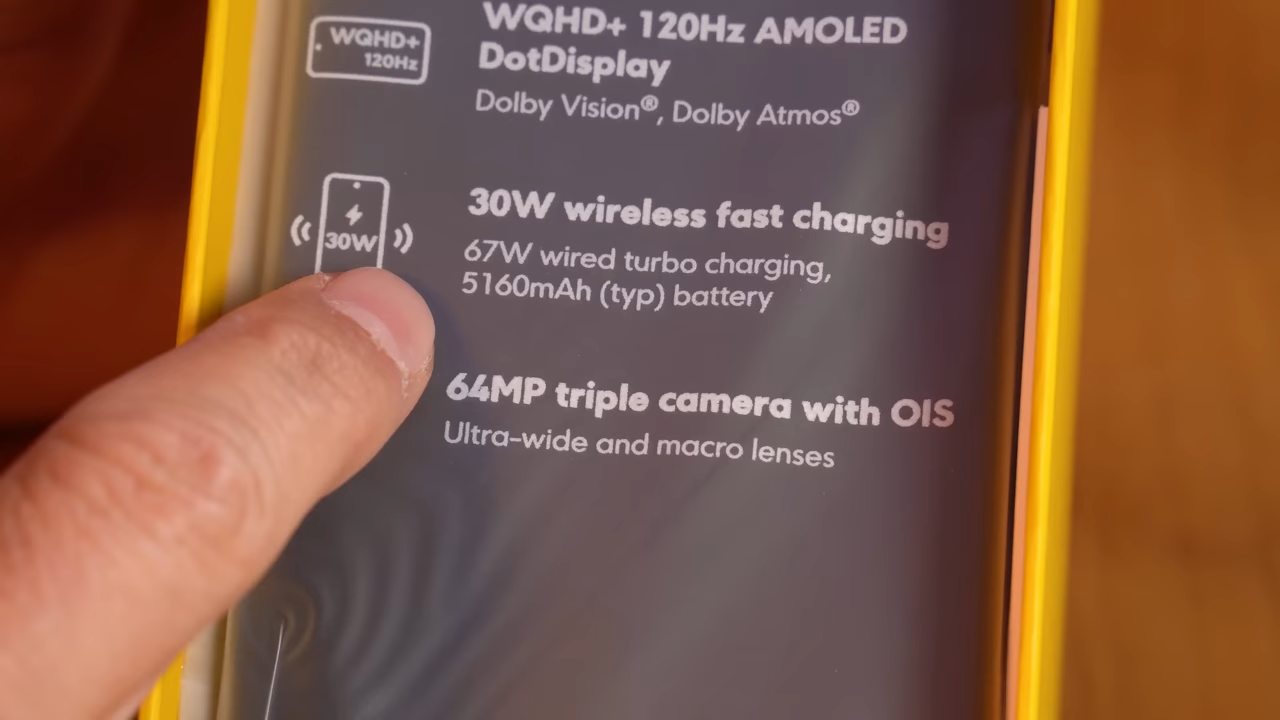 WQHD+
120Hz
WQHD+ 120Hz AMOLED
DotDisplay
Dolby Vision®, Dolby Atmos®
30W
30W wireless fast charging
67W wired turbo charging,
5160mAh (typ) battery
64MP triple camera with OIS
Ultra-wide and macro lenses